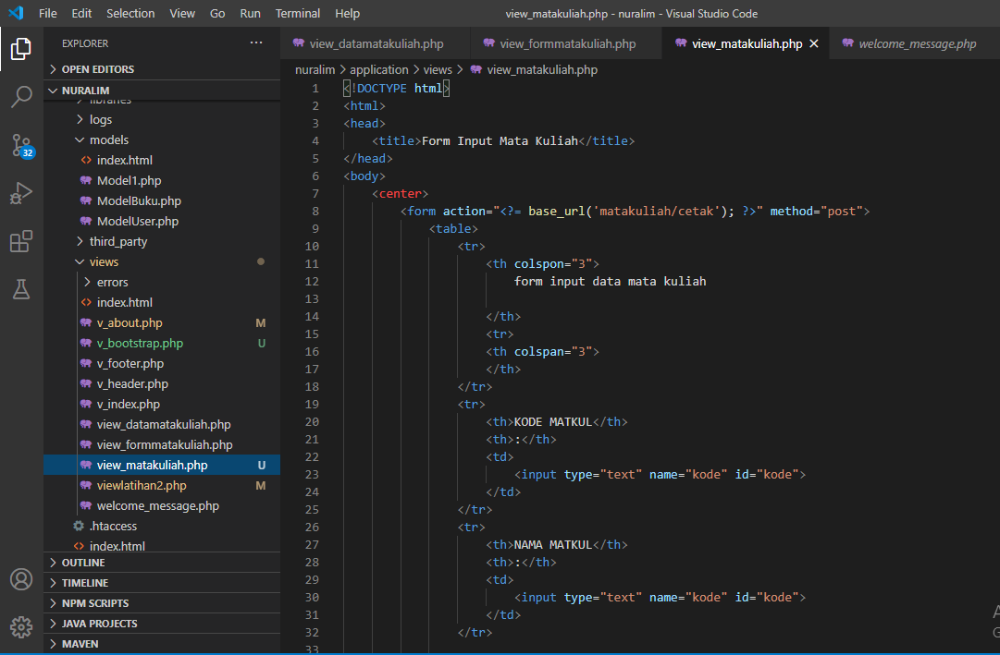 File Edit Selection View Go Run Terminal Help view_matakuliah.php - nuralim - Visual Studio Code
EXPLORER ...
OPEN EDITORS
NURALIM
libraries
logs
models
index.html
Model1.php
ModelBuku.php
ModelUser.php
third_party
views
errors
index.html
v_about.php M
v_bootstrap.php U
v_footer.php
v_header.php
v_index.php
view_datamatakuliah.php
view_formmatakuliah.php
view_matakuliah.php U
viewlatihan2.php M
welcome_message.php
.htaccess
index.html
OUTLINE
TIMELINE
NPM SCRIPTS
JAVA PROJECTS
MAVEN
32
view_datamatakuliah.php view_formmatakuliah.php view_matakuliah.php welcome_message.php
nuralim > application > views > view_matakuliah.php
1 <!DOCTYPE html>
2 <html>
3 <head>
4 <title>Form Input Mata Kuliah</title>
5 </head>
6 <body>
7 <center>
8 <form action="<?= base_url('matakuliah/cetak'); ?>" method="post">
9 <table>
10 <tr>
11 <th colspon="3">
12 form input data mata kuliah
13
14 </th>
15 <tr>
16 <th colspan="3">
17 </th>
18 </tr>
19 <tr>
20 <th>KODE MATKUL</th>
21 <th>:</th>
22 <td>
23 <input type="text" name="kode" id="kode">
24 </td>
25 </tr>
26 <tr>
27 <th>NAMA MATKUL</th>
28 <th>:</th>
29 <td>
30 <input type="text" name="kode" id="kode">
31 </td>
32 </tr>
33